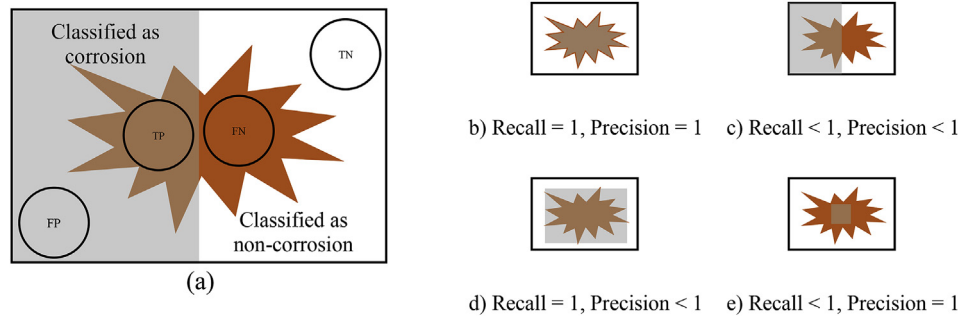 Classified as
corrosion
TN
TP
FN
FP
Classified as
non-corrosion
(a)
b) Recall = 1, Precision = 1
c) Recall < 1, Precision < 1
d) Recall = 1, Precision < 1
e) Recall < 1, Precision = 1